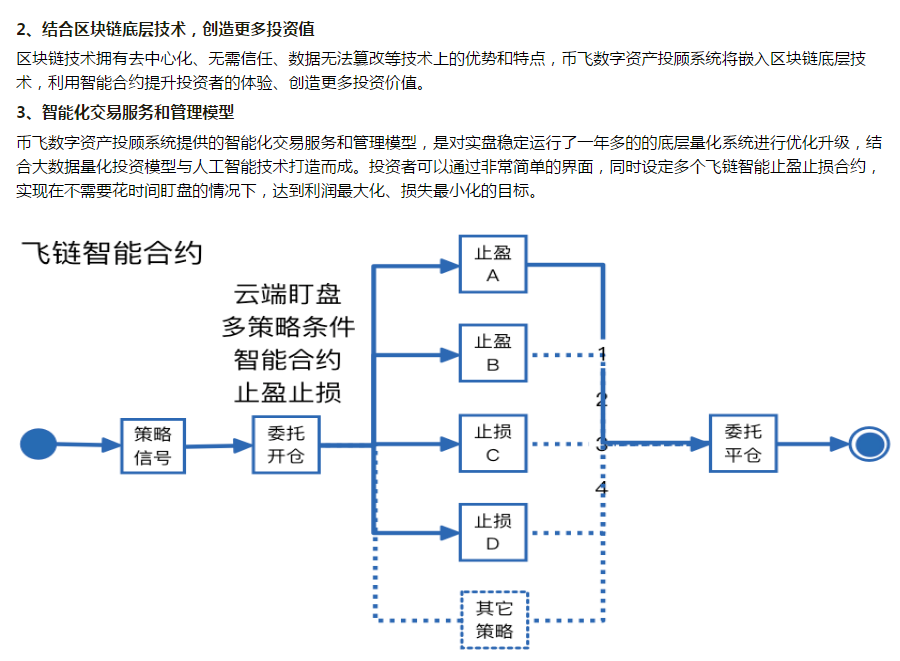 2、结合区块链底层技术，创造更多投资值
区块链技术拥有去中心化、无需信任、数据无法篡改等技术上的优势和特点，币飞数字资产投顾系统将嵌入区块链底层技
术，利用智能合约提升投资者的体验、创造更多投资价值。
3、智能化交易服务和管理模型
币飞数字资产投顾系统提供的智能化交易服务和管理模型，是对实盘稳定运行了一年多的的底层量化系统进行优化升级，结
合大数据量化投资模型与人工智能技术打造而成。投资者可以通过非常简单的界面，同时设定多个飞链智能止盈止损合约，
实现在不需要花时间盯盘的情况下，达到利润最大化、损失最小化的目标。
飞链智能合约
云端盯盘
多策略条件
智能合约
止盈止损
策略
信号
委托
开仓
止盈
A
止盈
B
止损
C
止损
D
其它
策略
1
2
3
4
委托
平仓